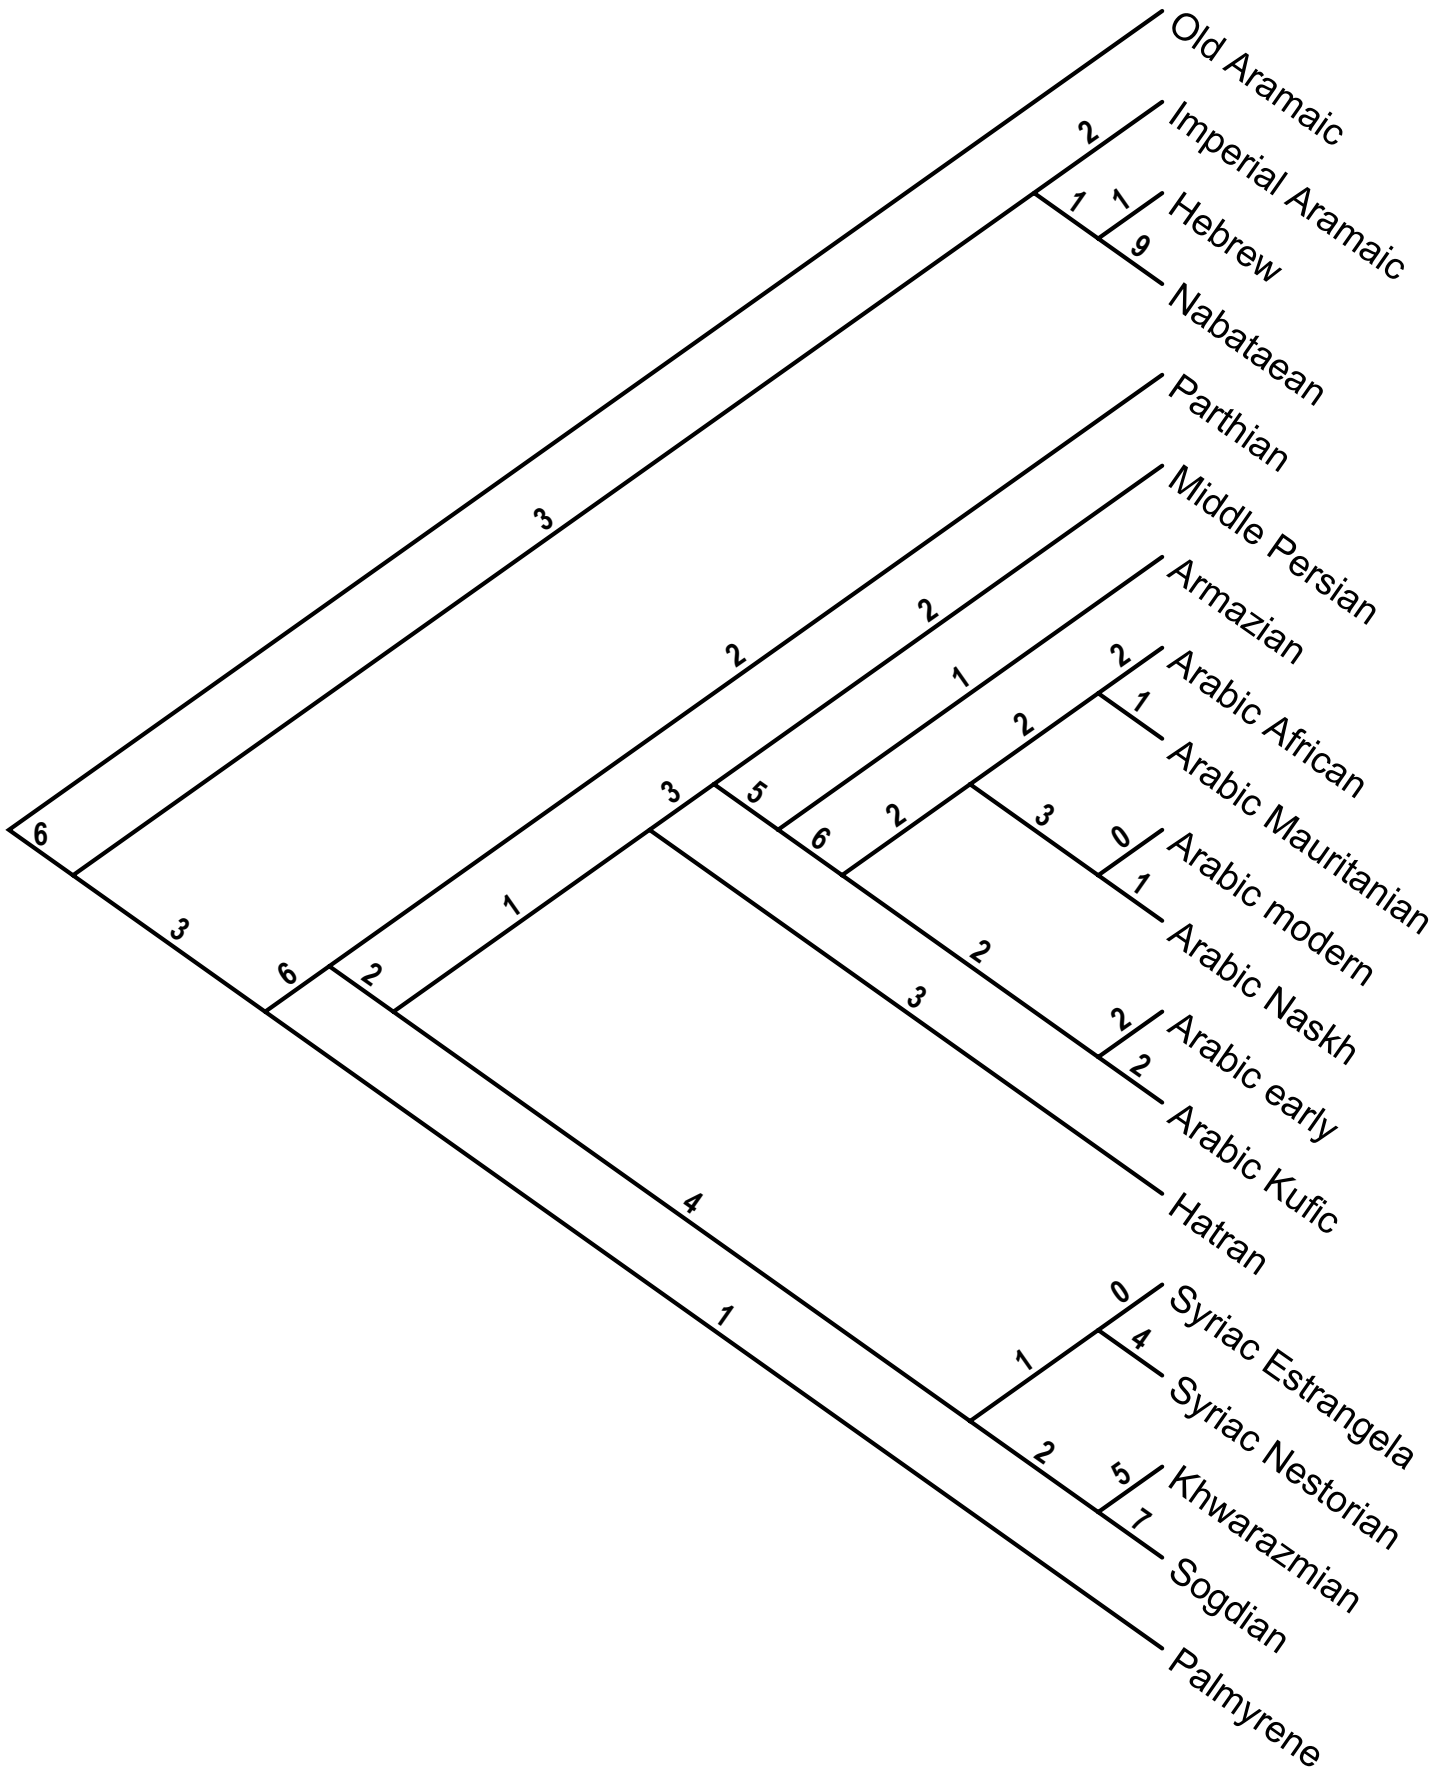 Old Aramaic
2
Imperial Aramaic
1
1
Hebrew
9
Nabataean
Parthian
3
Middle Persian
2
Armazian
2
1
2
Arabic African
2
1
Arabic Mauritanian
3
5
2
3
0
Arabic modern
6
6
1
Arabic Naskh
1
3
2
6
2
3
2
Arabic early
2
Arabic Kufic
4
Hatran
1
0
Syriac Estrangela
1
4
Syriac Nestorian
2
5
Khwarazmian
7
Sogdian
Palmyrene